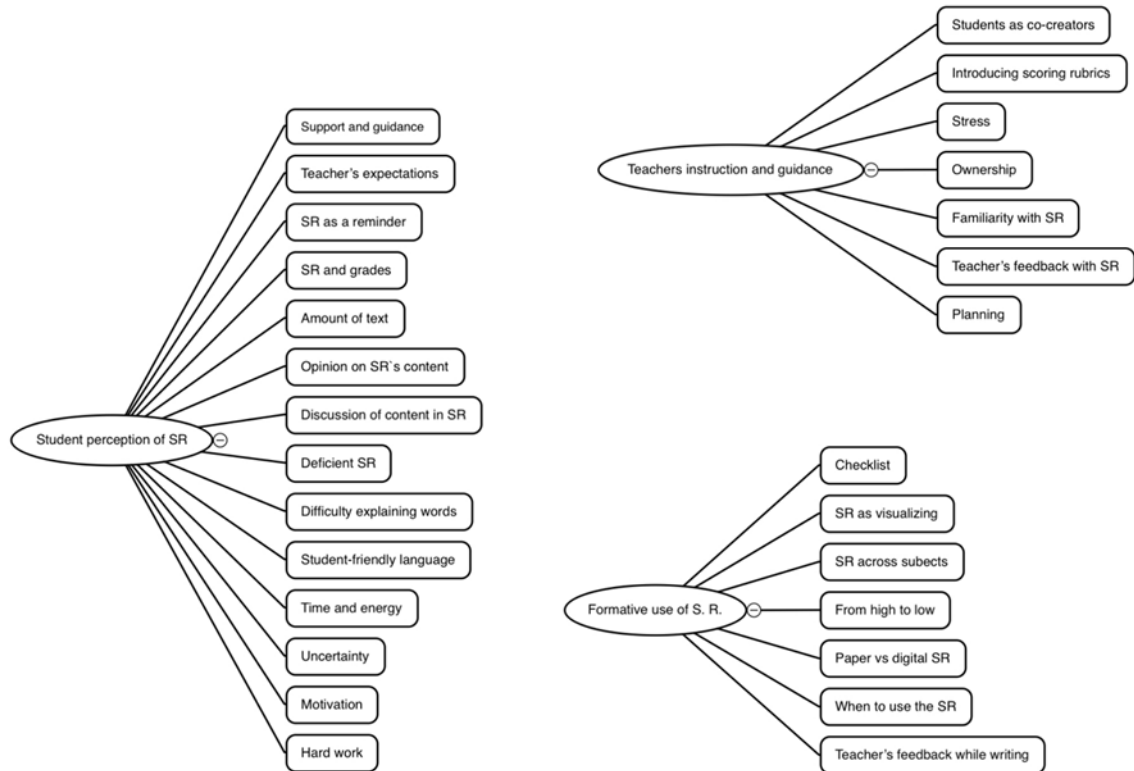 Student perception of SR
Support and guidance
Teacher's expectations
SR as a reminder
SR and grades
Amount of text
Opinion on SR`s content
Discussion of content in SR
Deficient SR
Difficulty explaining words
Student-friendly language
Time and energy
Uncertainty
Motivation
Hard work
Teachers instruction and guidance
Students as co-creators
Introducing scoring rubrics
Stress
Ownership
Familiarity with SR
Teacher's feedback with SR
Planning
Formative use of S. R.
Checklist
SR as visualizing
SR across subects
From high to low
Paper vs digital SR
When to use the SR
Teacher's feedback while writing